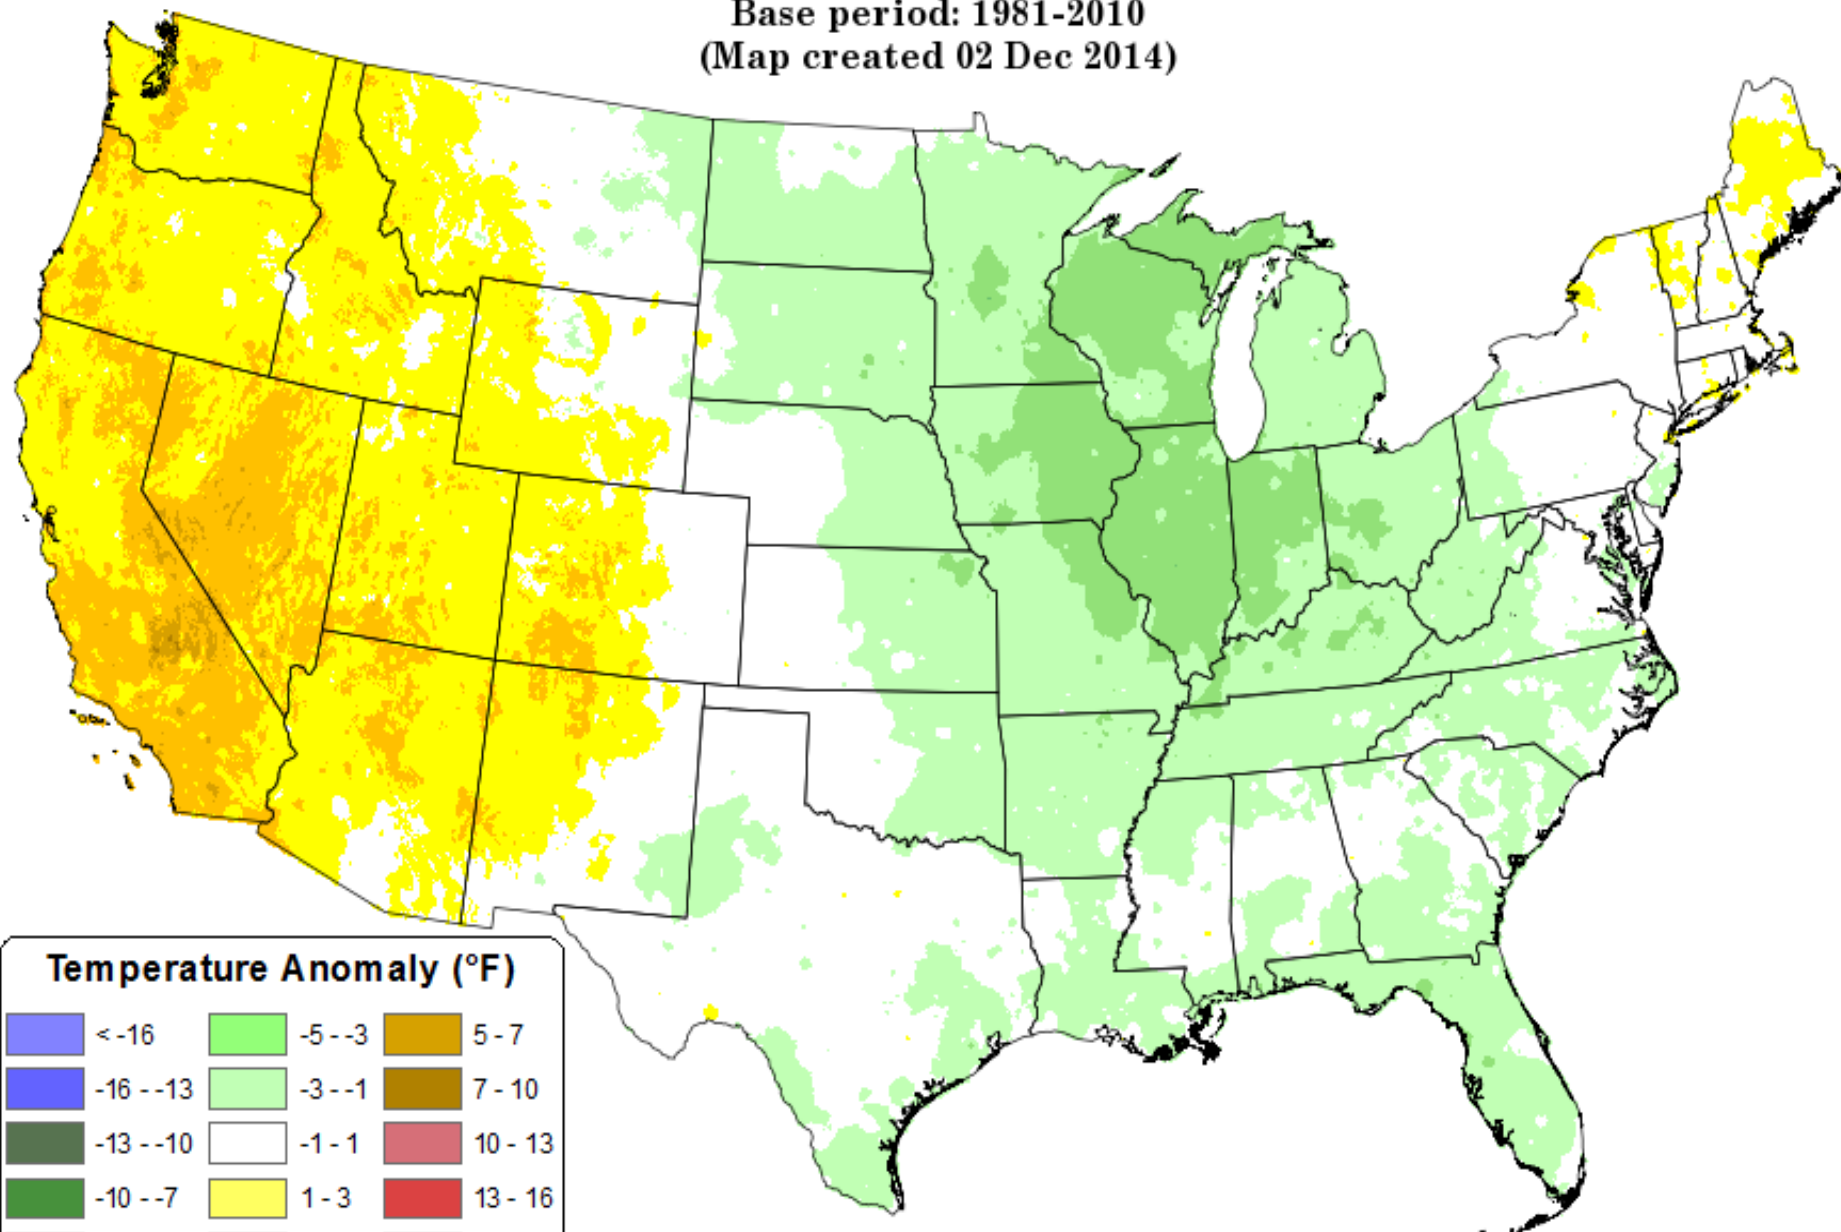 Base period: 1981-2010
(Map created 02 Dec 2014)
Temperature Anomaly (°F)
< -16 -5 - -3 5 - 7
-16 - -13 -3 - -1 7 - 10
-13 - -10 -1 - 1 10 - 13
-10 - -7 1 - 3 13 - 16